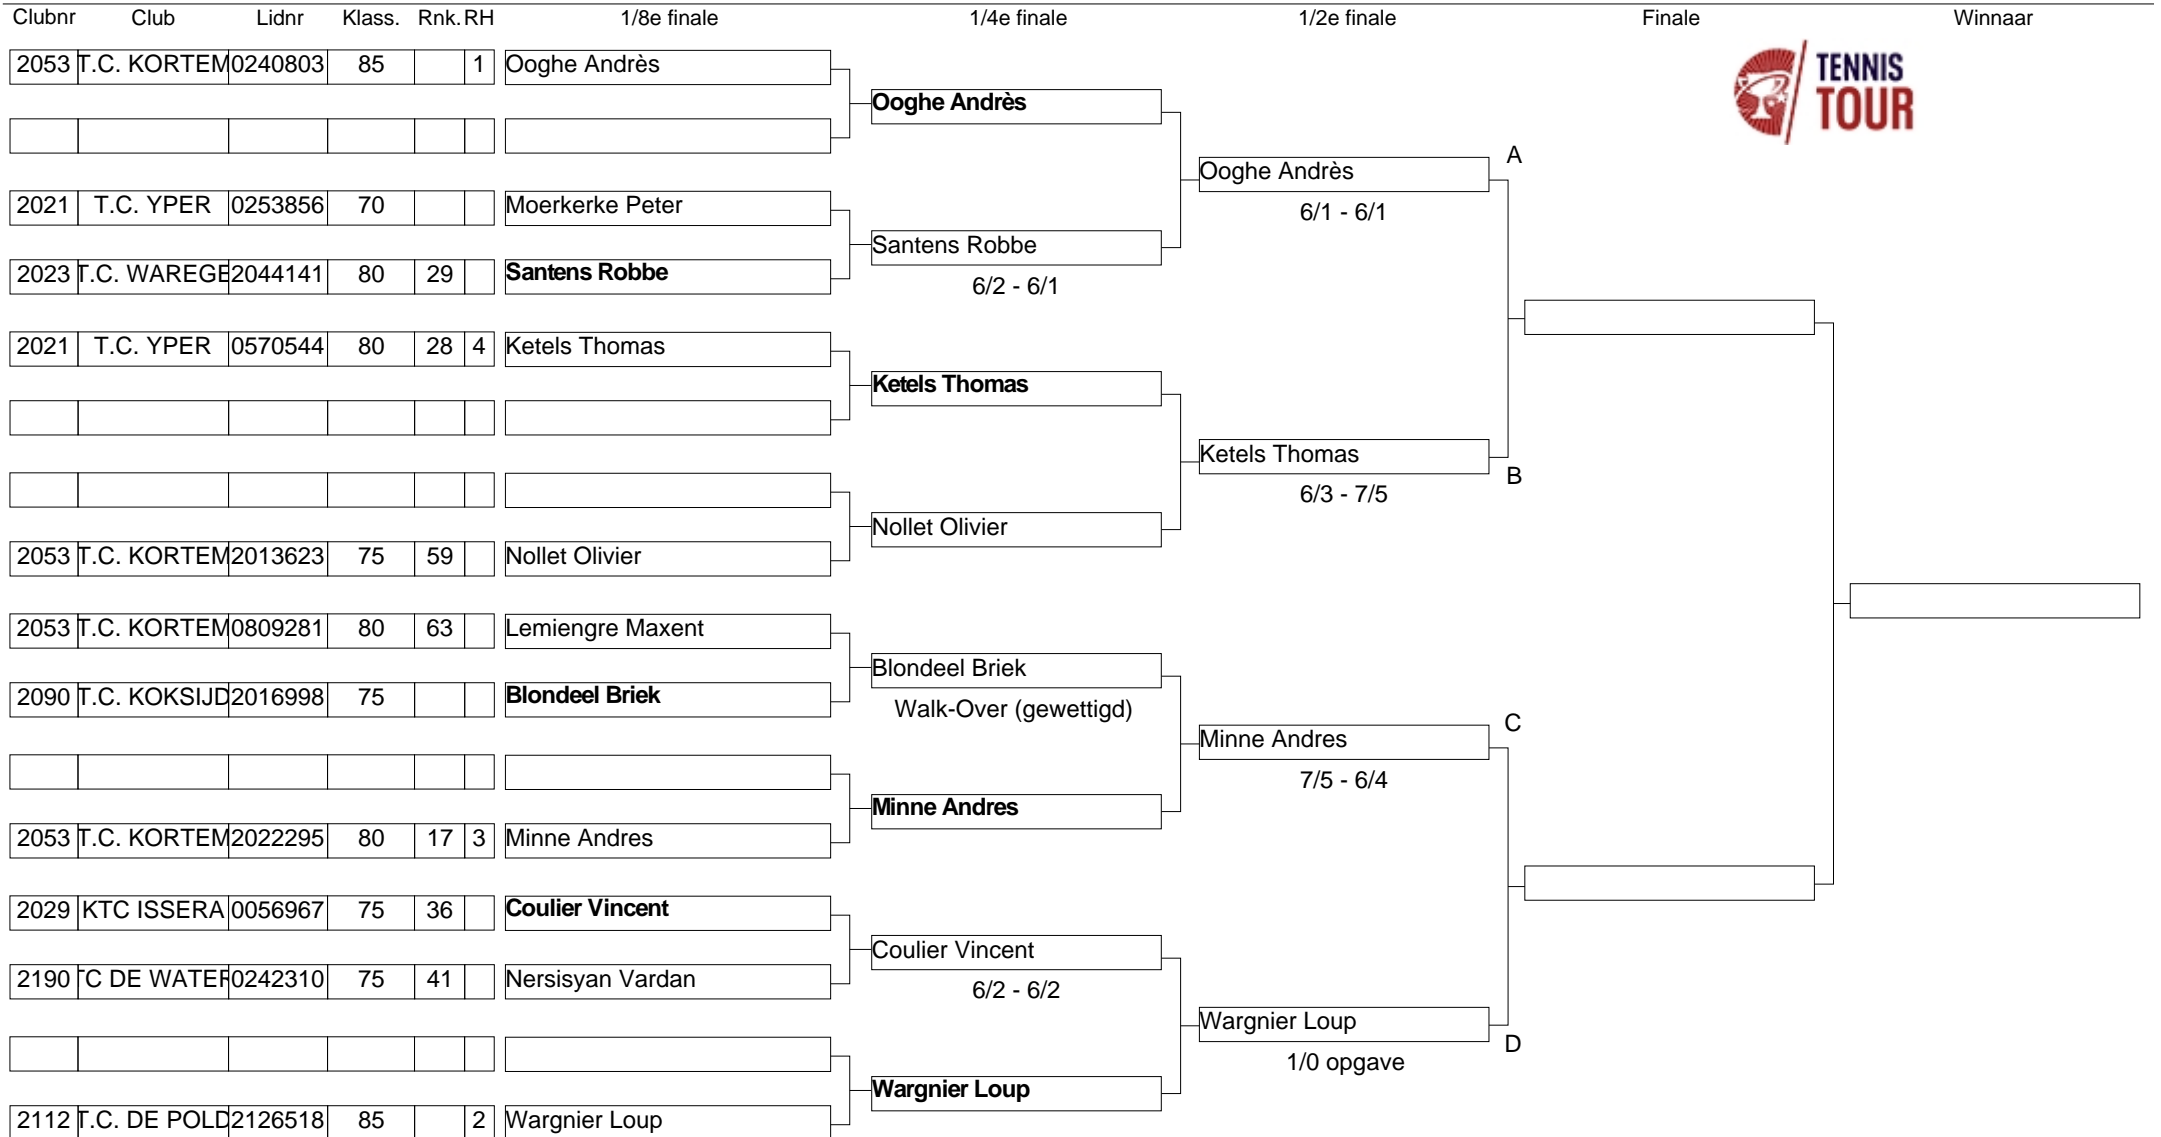 Clubnr Club Lidnr Klass. Rnk. RH 1/8e finale 1/4e finale 1/2e finale Finale Winnaar
TENNIS
TOUR
2053 T.C. KORTEM 0240803 85 1 Ooghe Andrès
Ooghe Andrès
Ooghe Andrès A
6/1 - 6/1
2021 T.C. YPER 0253856 70 Moerkerke Peter
Santens Robbe
6/2 - 6/1
2023 T.C. WAREGE 2044141 80 29 Santens Robbe
2021 T.C. YPER 0570544 80 28 4 Ketels Thomas
Ketels Thomas
Ketels Thomas B
6/3 - 7/5
Nollet Olivier
2053 T.C. KORTEM 2013623 75 59 Nollet Olivier
2053 T.C. KORTEM 0809281 80 63 Lemiengre Maxent
Blondeel Briek
Walk-Over (gewettigd)
2090 T.C. KOKSIJD 2016998 75 Blondeel Briek
Minne Andres C
7/5 - 6/4
Minne Andres
2053 T.C. KORTEM 2022295 80 17 3 Minne Andres
2029 KTC ISSERA 0056967 75 36 Coulier Vincent
Coulier Vincent
6/2 - 6/2
2190 TC DE WATER 0242310 75 41 Nersisyan Vardan
Wargnier Loup D
1/0 opgave
Wargnier Loup
2112 T.C. DE POLD 2126518 85 2 Wargnier Loup